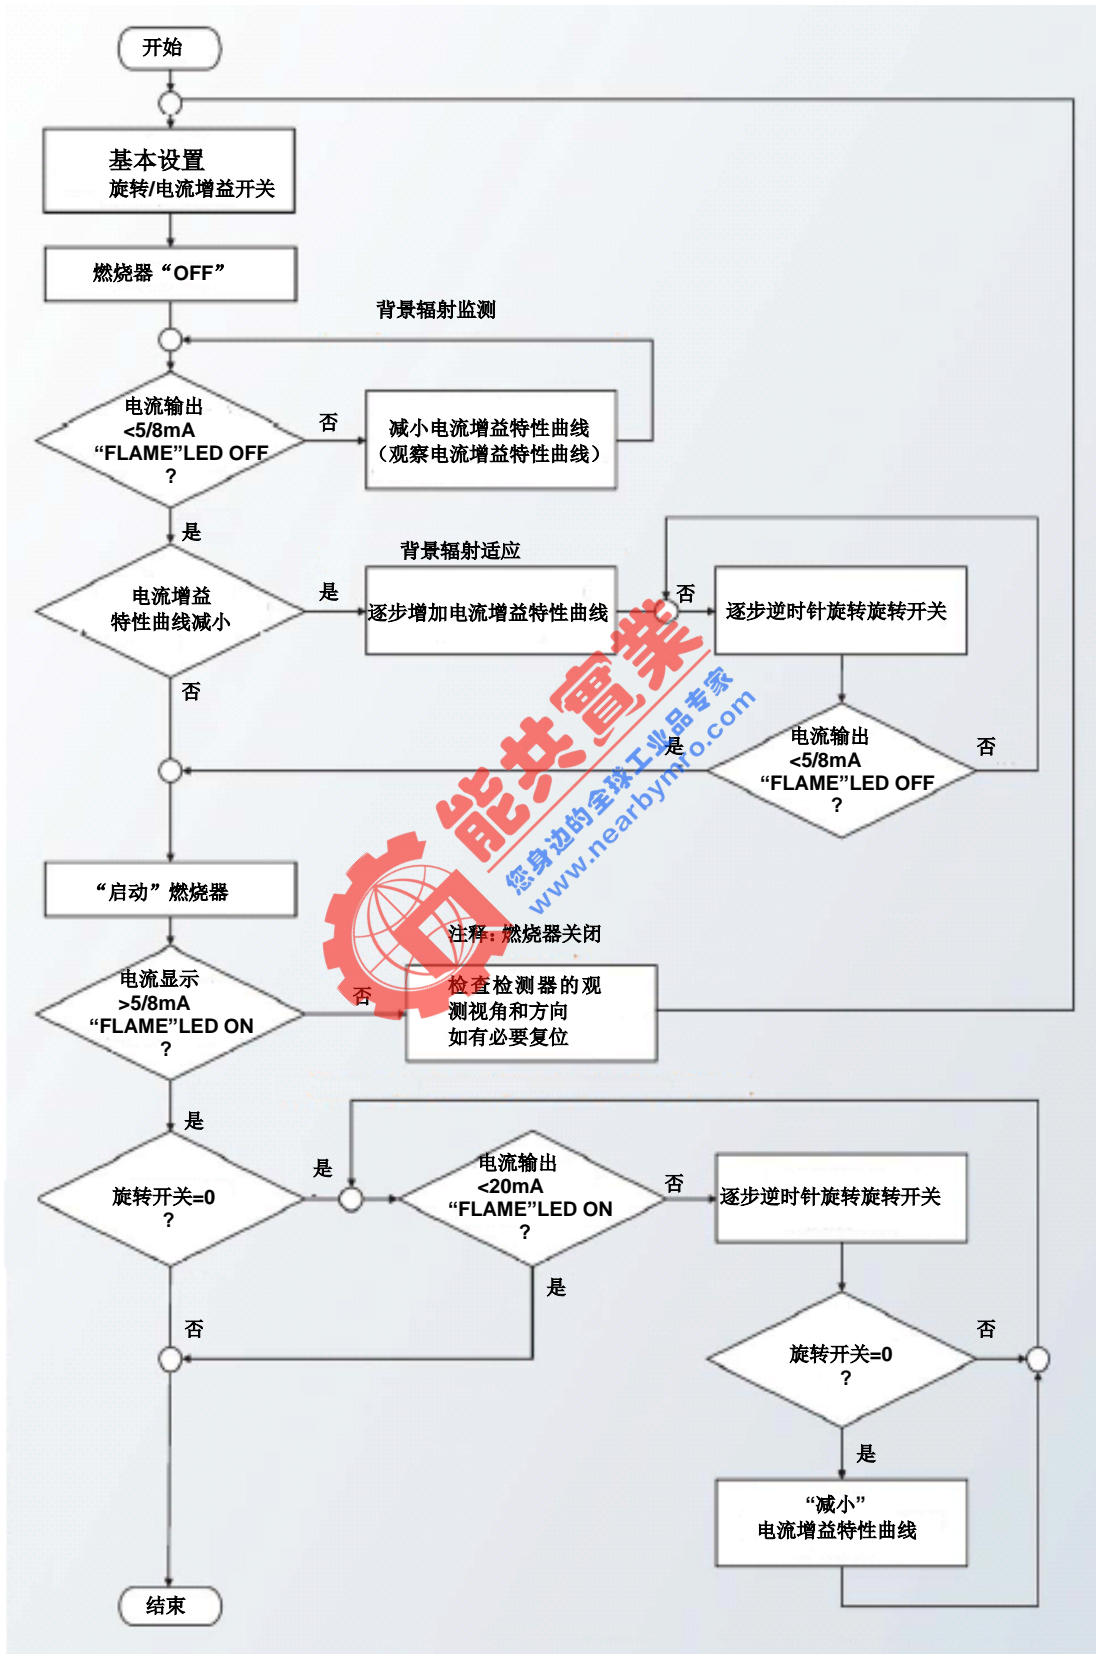 开始
基本设置
旋转/电流增益开关
燃烧器“OFF”
背景辐射监测
电流输出
<5/8mA
“FLAME”LED OFF
?
否
减小电流增益特性曲线
（观察电流增益特性曲线）
是
背景辐射适应
电流增益
特性曲线减小
是
逐步增加电流增益特性曲线
否
逐步逆时针旋转旋转开关
否
是
电流输出
<5/8mA
“FLAME”LED OFF
?
否
能共實業
您身边的全球工业品专家
www.nearbymro.com
“启动”燃烧器
注释：燃烧器关闭
电流显示
>5/8mA
“FLAME”LED ON
?
否
检查检测器的观
测视角和方向
如有必要复位
是
旋转开关=0
?
是
电流输出
<20mA
“FLAME”LED ON
?
否
逐步逆时针旋转旋转开关
是
否
旋转开关=0
?
否
是
“减小”
电流增益特性曲线
结束